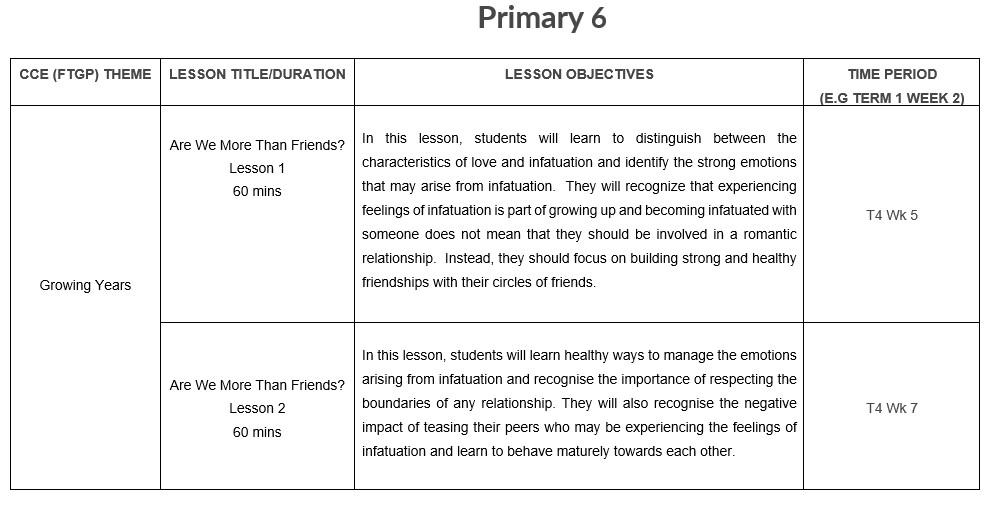 Primary 6
CCE (FTGP) THEME
LESSON TITLE/DURATION
LESSON OBJECTIVES
TIME PERIOD
(E.G TERM 1 WEEK 2)
Growing Years
Are We More Than Friends?
Lesson 1
60 mins
In this lesson, students will learn to distinguish between the
characteristics of love and infatuation and identify the strong emotions
that may arise from infatuation.  They will recognize that experiencing
feelings of infatuation is part of growing up and becoming infatuated with
someone does not mean that they should be involved in a romantic
relationship.  Instead, they should focus on building strong and healthy
friendships with their circles of friends.
T4 Wk 5
Are We More Than Friends?
Lesson 2
60 mins
In this lesson, students will learn healthy ways to manage the emotions
arising from infatuation and recognise the importance of respecting the
boundaries of any relationship. They will also recognise the negative
impact of teasing their peers who may be experiencing the feelings of
infatuation and learn to behave maturely towards each other.
T4 Wk 7